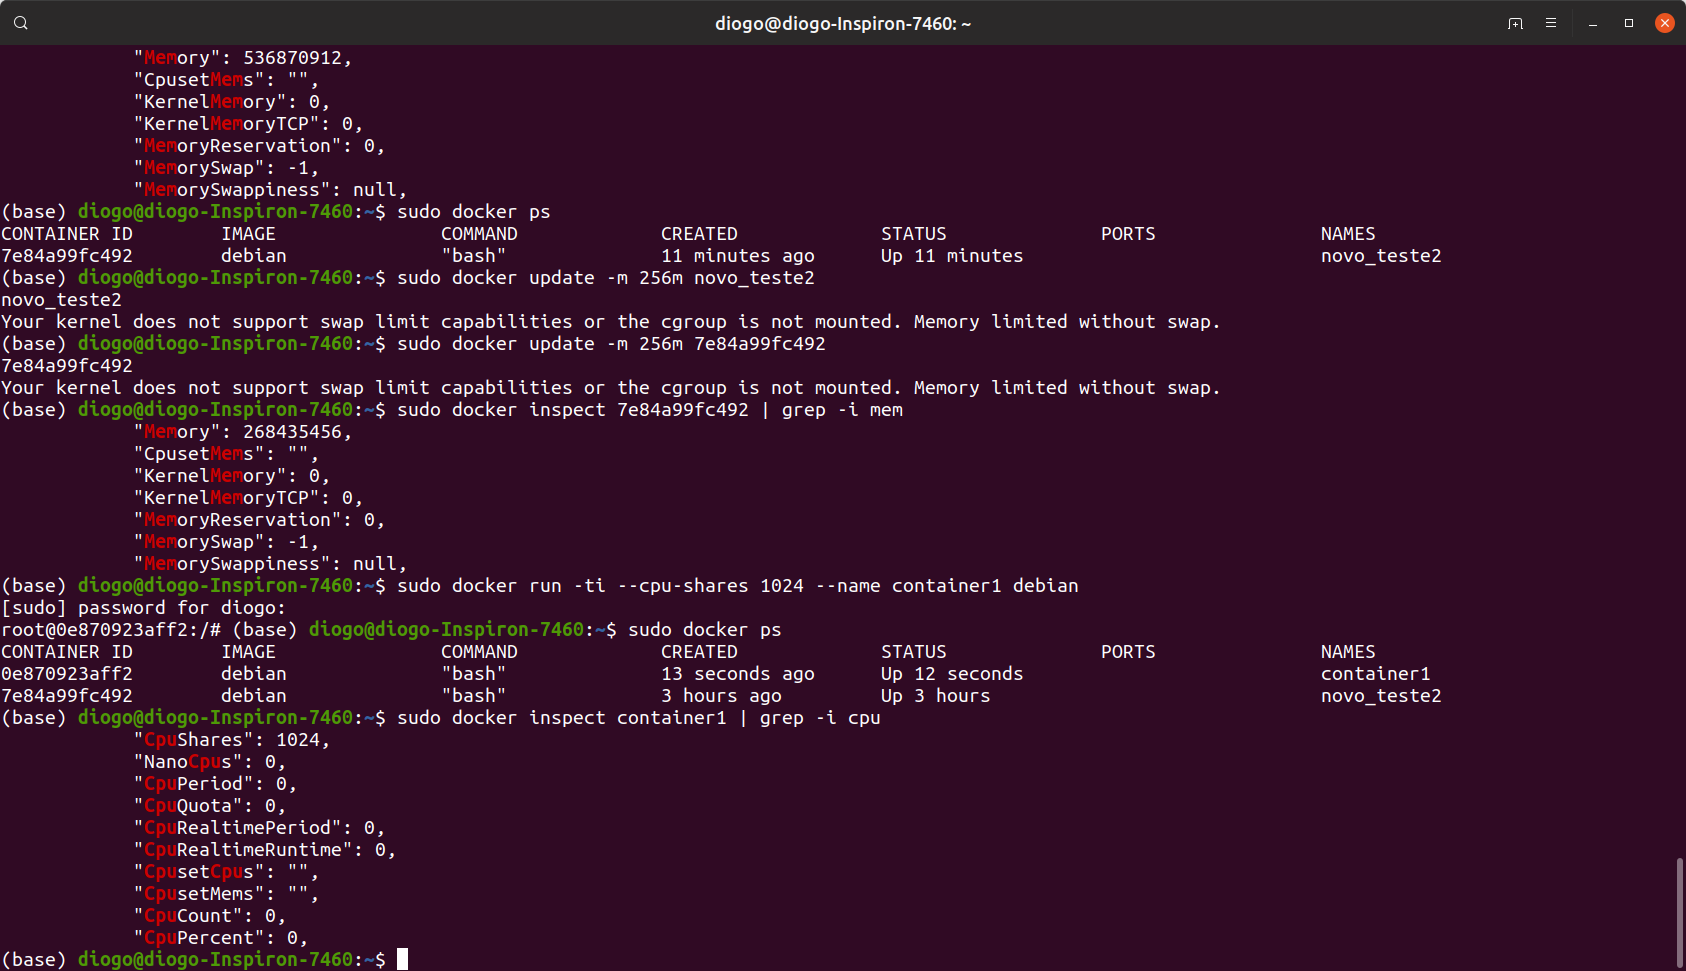 diogo@diogo-Inspiron-7460: ~
"Memory": 536870912,
"CpusetMems": "",
"KernelMemory": 0,
"KernelMemoryTCP": 0,
"MemoryReservation": 0,
"MemorySwap": -1,
"MemorySwappiness": null,
(base) diogo@diogo-Inspiron-7460:~$ sudo docker ps
CONTAINER ID IMAGE COMMAND CREATED STATUS PORTS NAMES
7e84a99fc492 debian "bash" 11 minutes ago Up 11 minutes novo_teste2
(base) diogo@diogo-Inspiron-7460:~$ sudo docker update -m 256m novo_teste2
novo_teste2
Your kernel does not support swap limit capabilities or the cgroup is not mounted. Memory limited without swap.
(base) diogo@diogo-Inspiron-7460:~$ sudo docker update -m 256m 7e84a99fc492
7e84a99fc492
Your kernel does not support swap limit capabilities or the cgroup is not mounted. Memory limited without swap.
(base) diogo@diogo-Inspiron-7460:~$ sudo docker inspect 7e84a99fc492 | grep -i mem
"Memory": 268435456,
"CpusetMems": "",
"KernelMemory": 0,
"KernelMemoryTCP": 0,
"MemoryReservation": 0,
"MemorySwap": -1,
"MemorySwappiness": null,
(base) diogo@diogo-Inspiron-7460:~$ sudo docker run -ti --cpu-shares 1024 --name container1 debian
[sudo] password for diogo:
root@0e870923aff2:/# (base) diogo@diogo-Inspiron-7460:~$ sudo docker ps
CONTAINER ID IMAGE COMMAND CREATED STATUS PORTS NAMES
0e870923aff2 debian "bash" 13 seconds ago Up 12 seconds container1
7e84a99fc492 debian "bash" 3 hours ago Up 3 hours novo_teste2
(base) diogo@diogo-Inspiron-7460:~$ sudo docker inspect container1 | grep -i cpu
"CpuShares": 1024,
"NanoCpus": 0,
"CpuPeriod": 0,
"CpuQuota": 0,
"CpuRealtimePeriod": 0,
"CpuRealtimeRuntime": 0,
"CpusetCpus": "",
"CpusetMems": "",
"CpuCount": 0,
"CpuPercent": 0,
(base) diogo@diogo-Inspiron-7460:~$